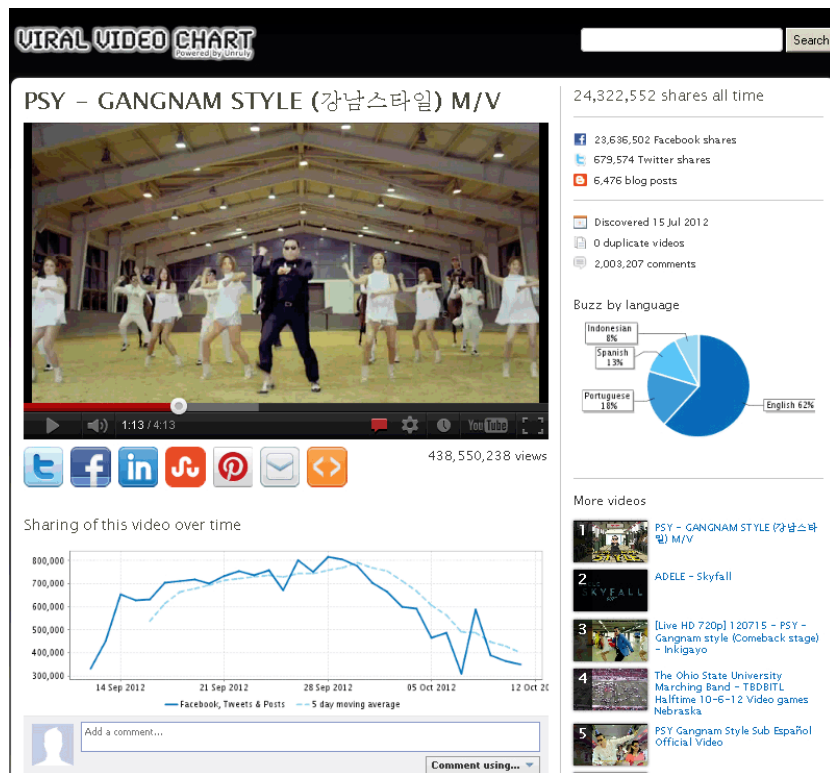 VIRAL VIDEO CHART
Powered by Unruly
Search
PSY – GANGNAM STYLE (강남스타일) M/V
1:13 / 4:13
YouTube
438,550,238 views
Sharing of this video over time
800,000
700,000
600,000
500,000
400,000
300,000
14 Sep 2012 21 Sep 2012 28 Sep 2012 05 Oct 2012 12 Oct 20
Facebook, Tweets & Posts 5 day moving average
Add a comment...
Comment using...
24,322,552 shares all time
23,636,502 Facebook shares
679,574 Twitter shares
6,476 blog posts
Discovered 15 Jul 2012
0 duplicate videos
2,003,207 comments
Buzz by language
Indonesian
8%
Spanish
13%
Portuguese
18%
English 62%
More videos
1
PSY – GANGNAM STYLE (강남스타
일) M/V
2
SKYFALL
ADELE – Skyfall
3
[Live HD 720p] 120715 – PSY –
Gangnam style (Comeback stage)
– Inkigayo
4
The Ohio State University
Marching Band – TBDBITL
Halftime 10-6-12 Video games
Nebraska
5
PSY Gangnam Style Sub Español
Official Video